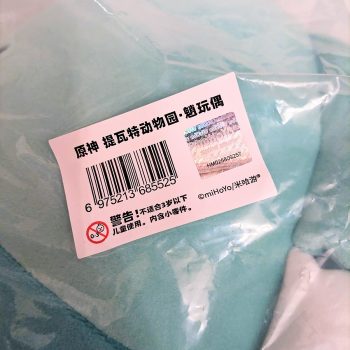 原神 提瓦特动物园·魈玩偶
6 975213 685525
©miHoYo/米哈游®
警告！不适合3岁以下
儿童使用。内含小零件。